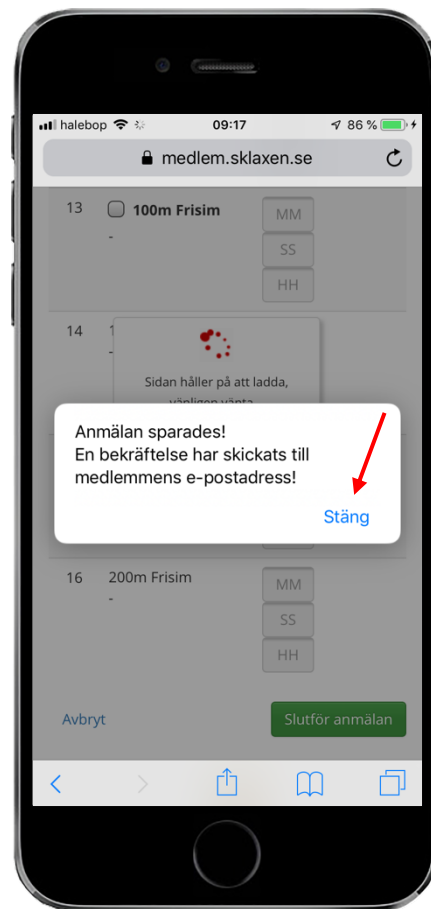 halebop 09:17 86 %
medlem.sklaxen.se
13 100m Frisim MM
-
SS
HH
14 1
-
Sidan håller på att ladda,
vänligen vänta
Anmälan sparades!
En bekräftelse har skickats till
medlemmens e-postadress!
Stäng
16 200m Frisim MM
-
SS
HH
Avbryt Slutför anmälan